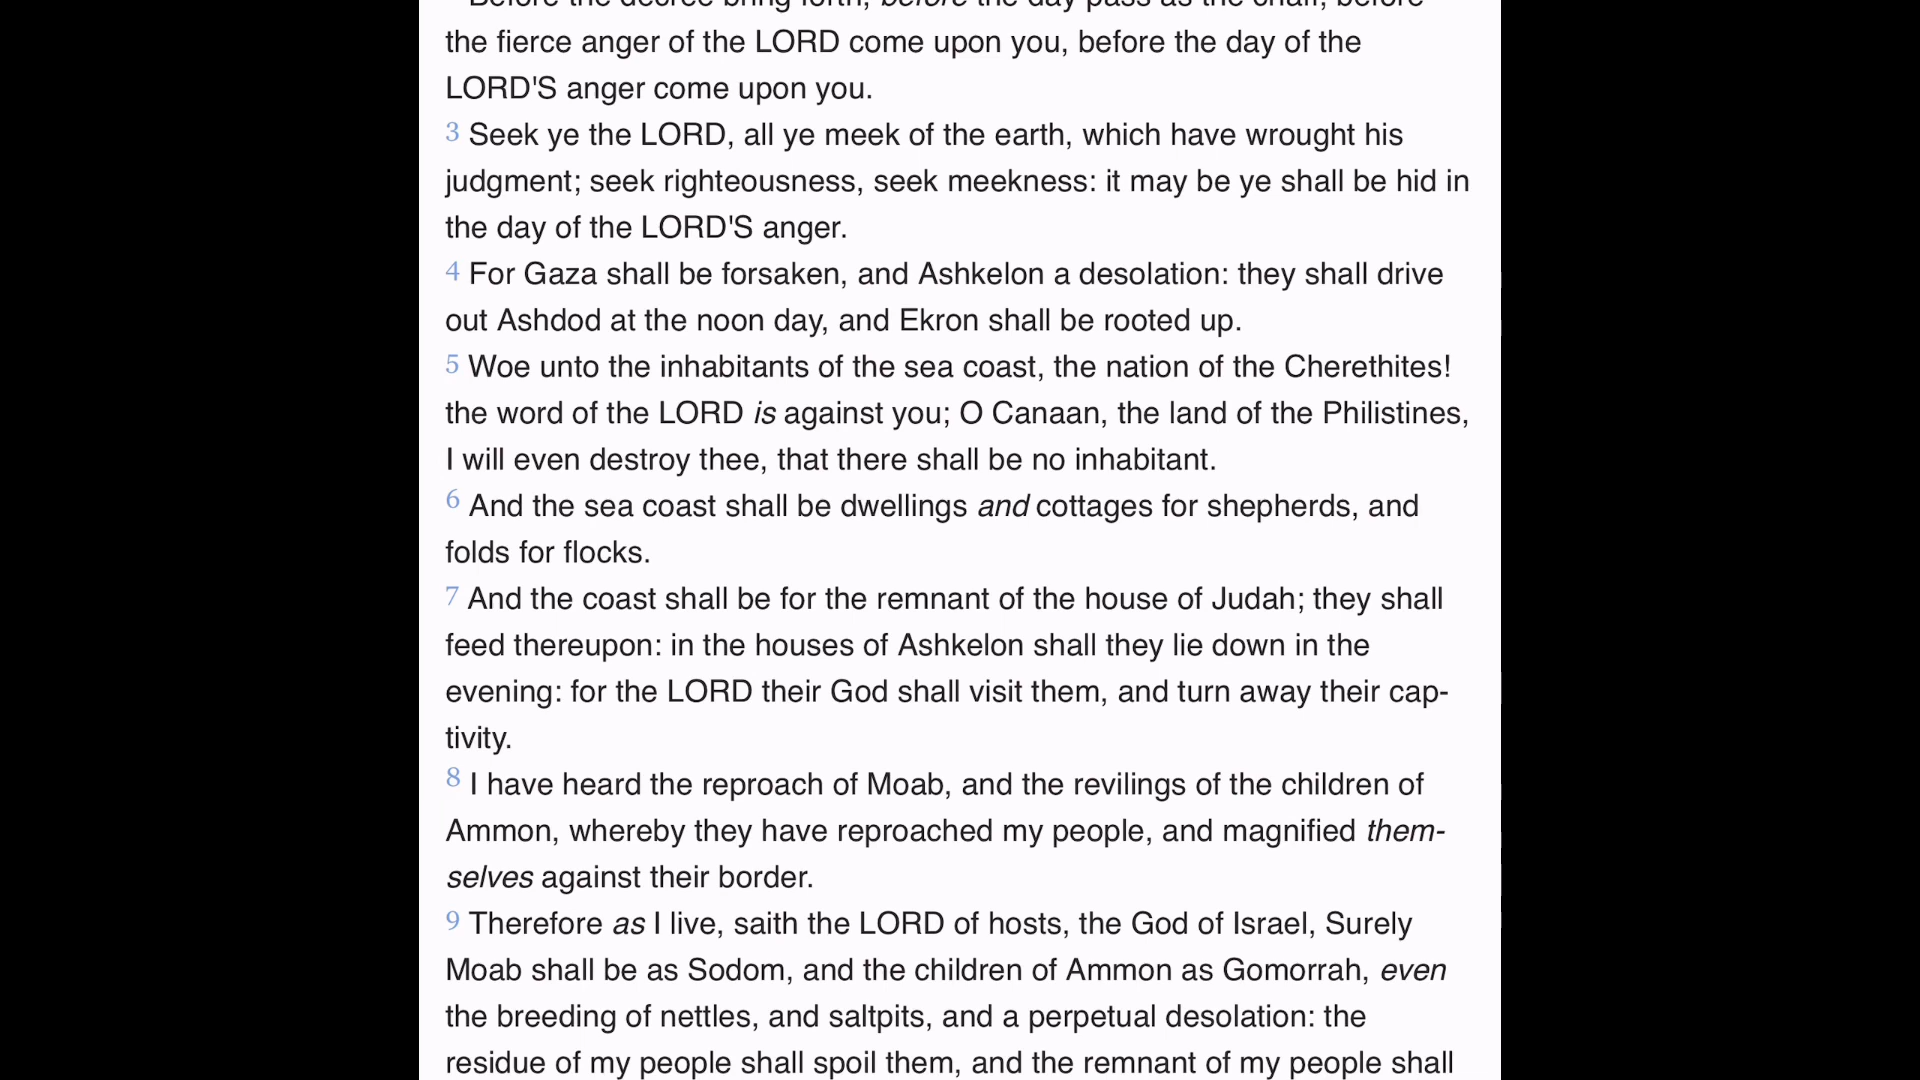 Before the decree bring forth, before the day pass as the chaff, before
the fierce anger of the LORD come upon you, before the day of the
LORD'S anger come upon you.
3 Seek ye the LORD, all ye meek of the earth, which have wrought his
judgment; seek righteousness, seek meekness: it may be ye shall be hid in
the day of the LORD'S anger.
4 For Gaza shall be forsaken, and Ashkelon a desolation: they shall drive
out Ashdod at the noon day, and Ekron shall be rooted up.
5 Woe unto the inhabitants of the sea coast, the nation of the Cherethites!
the word of the LORD is against you; O Canaan, the land of the Philistines,
I will even destroy thee, that there shall be no inhabitant.
6 And the sea coast shall be dwellings and cottages for shepherds, and
folds for flocks.
7 And the coast shall be for the remnant of the house of Judah; they shall
feed thereupon: in the houses of Ashkelon shall they lie down in the
evening: for the LORD their God shall visit them, and turn away their cap-
tivity.
8 I have heard the reproach of Moab, and the revilings of the children of
Ammon, whereby they have reproached my people, and magnified them-
selves against their border.
9 Therefore as I live, saith the LORD of hosts, the God of Israel, Surely
Moab shall be as Sodom, and the children of Ammon as Gomorrah, even
the breeding of nettles, and saltpits, and a perpetual desolation: the
residue of my people shall spoil them, and the remnant of my people shall